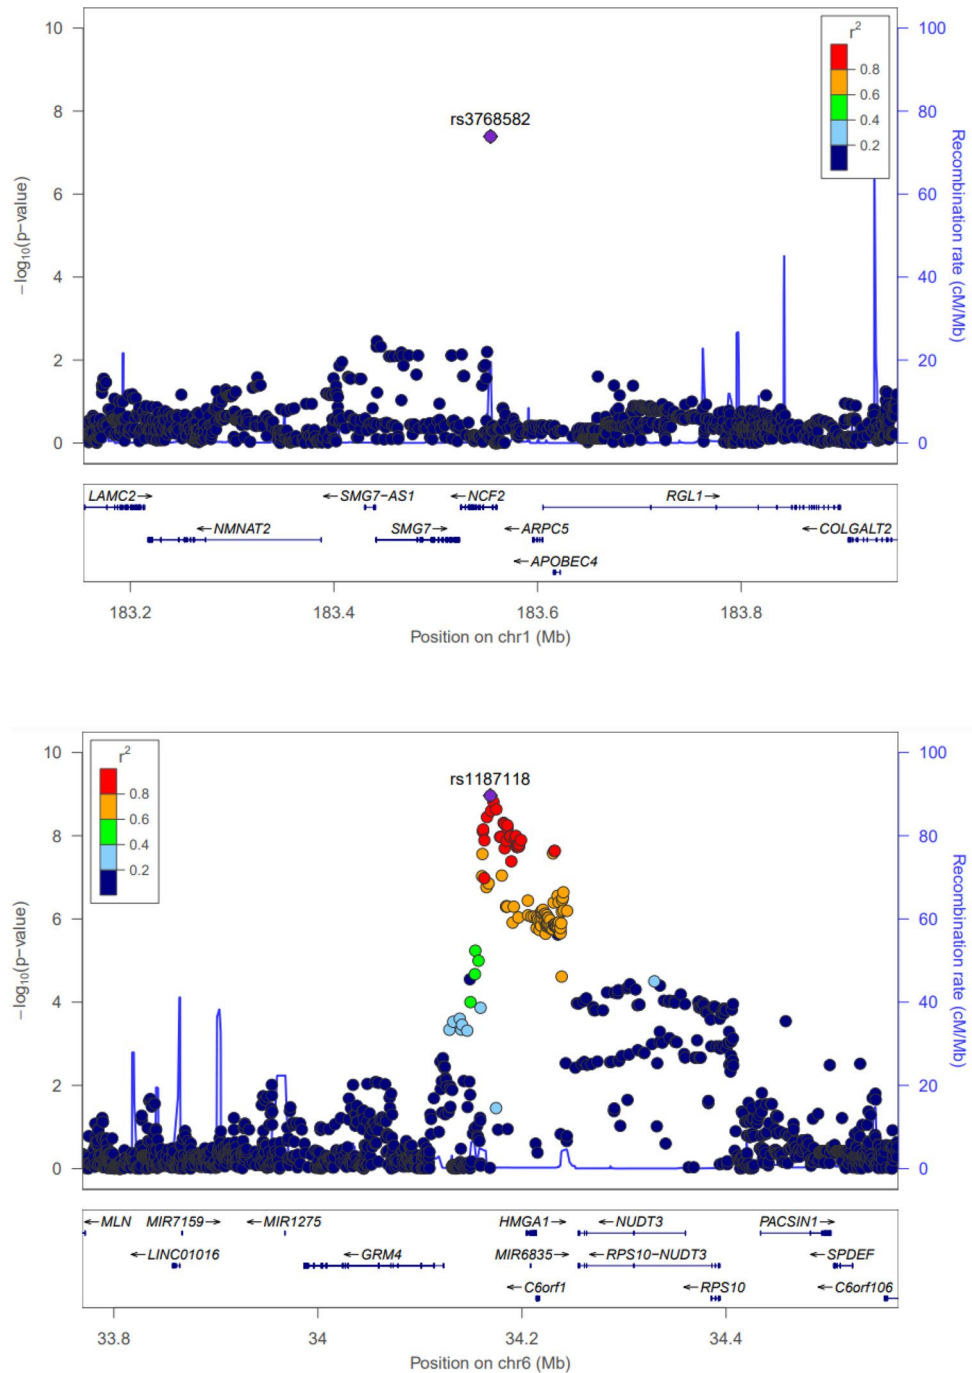 10
8
6
4
2
0
−log10(p−value)
rs3768582
r2
0.8
0.6
0.4
0.2
100
80
60
40
20
0
Recombination rate (cM/Mb)
LAMC2→
←SMG7−AS1
←NCF2
RGL1→
←NMNAT2
SMG7→
←ARPC5
←COLGALT2
←APOBEC4
183.2
183.4
183.6
183.8
Position on chr1 (Mb)
10
8
6
4
2
0
−log10(p−value)
r2
0.8
0.6
0.4
0.2
rs1187118
100
80
60
40
20
0
Recombination rate (cM/Mb)
←MLN
MIR7159→
←MIR1275
HMGA1→
←NUDT3
PACSIN1→
←LINC01016
←GRM4
MIR6835→
←RPS10−NUDT3
←SPDEF
←C6orf1
←RPS10
←C6orf106
33.8
34
34.2
34.4
Position on chr6 (Mb)